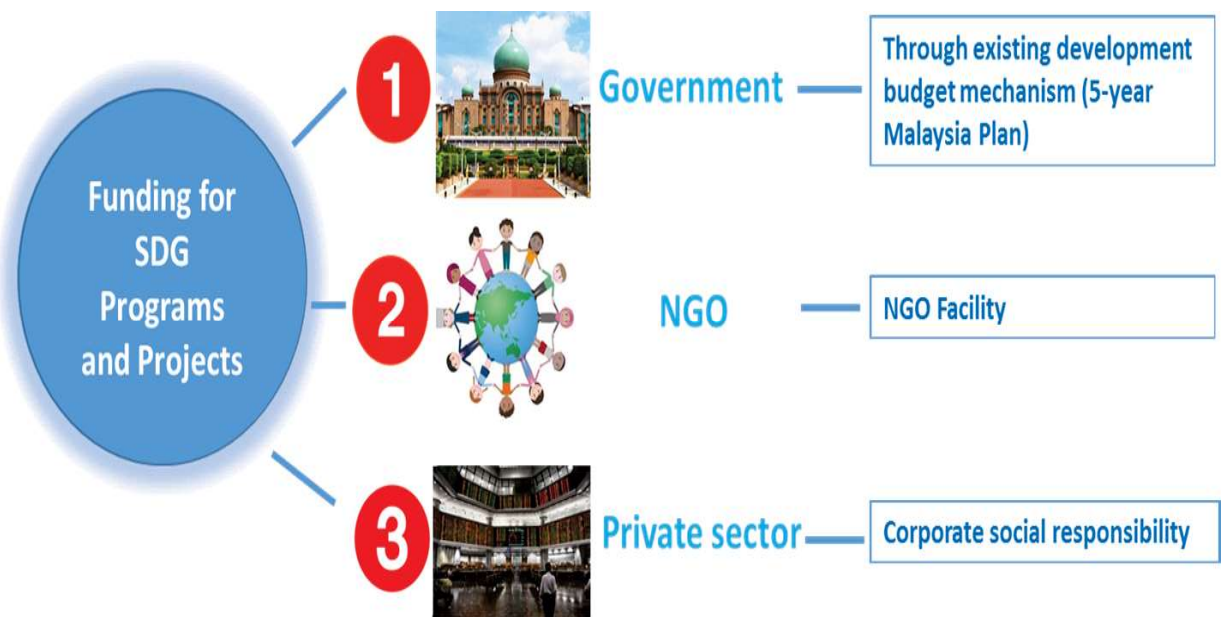 Funding for
SDG
Programs
and Projects
1
Government
Through existing development
budget mechanism (5-year
Malaysia Plan)
2
NGO
NGO Facility
3
Private sector
Corporate social responsibility